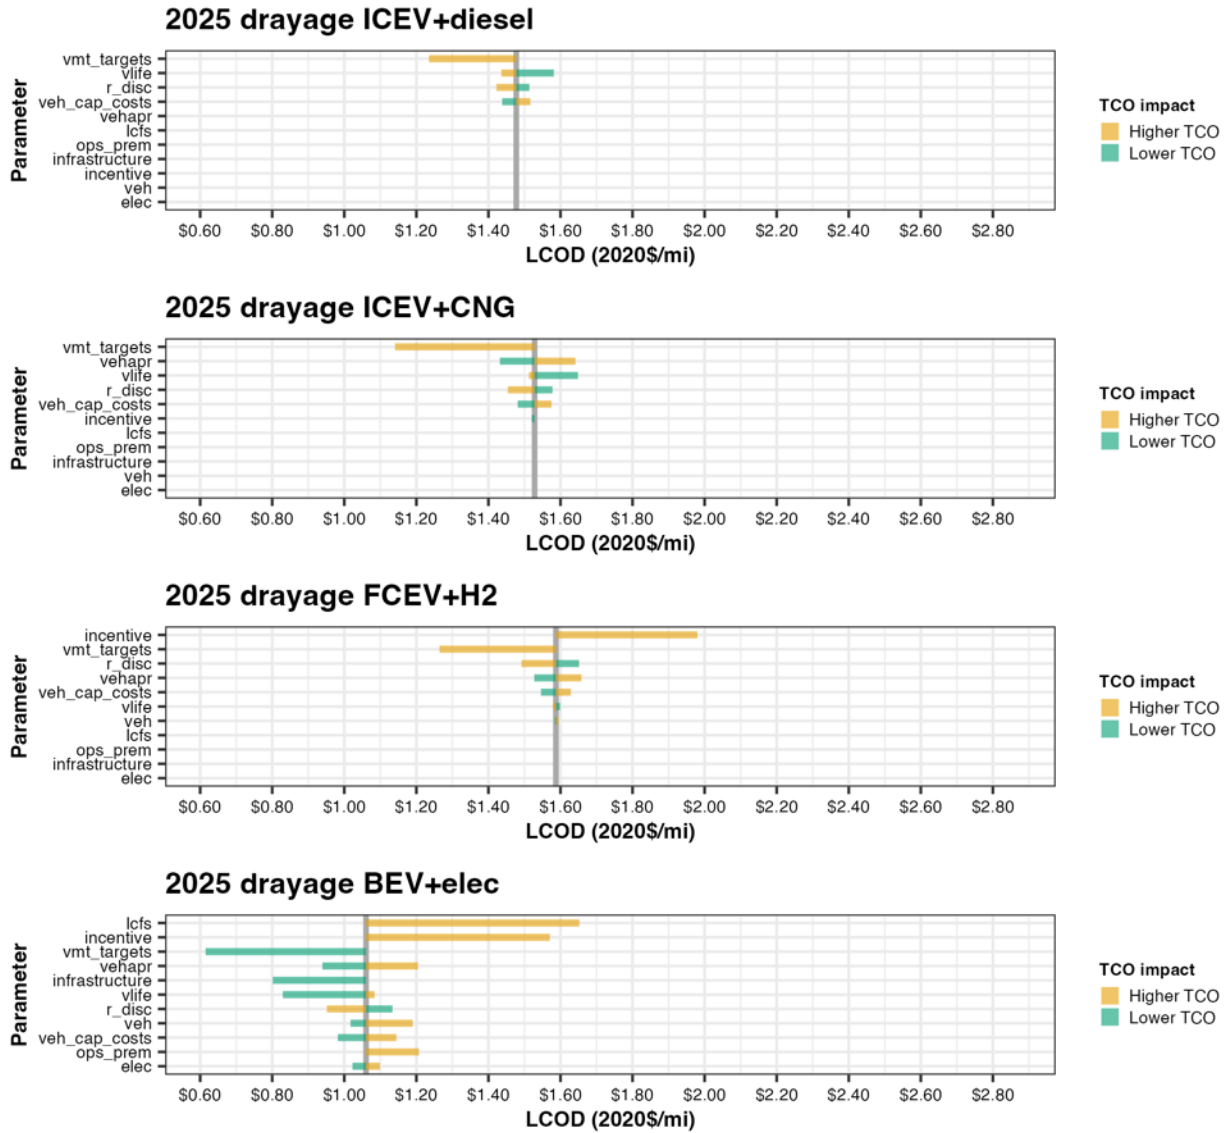 2025 drayage ICEV+diesel
Parameter
vmt_targets
vlife
r_disc
veh_cap_costs
vehapr
lcfs
ops_prem
infrastructure
incentive
veh
elec
$0.60 $0.80 $1.00 $1.20 $1.40 $1.60 $1.80 $2.00 $2.20 $2.40 $2.60 $2.80
LCOD (2020$/mi)
TCO impact
Higher TCO
Lower TCO
2025 drayage ICEV+CNG
Parameter
vmt_targets
vehapr
vlife
r_disc
veh_cap_costs
incentive
lcfs
ops_prem
infrastructure
veh
elec
$0.60 $0.80 $1.00 $1.20 $1.40 $1.60 $1.80 $2.00 $2.20 $2.40 $2.60 $2.80
LCOD (2020$/mi)
TCO impact
Higher TCO
Lower TCO
2025 drayage FCEV+H2
Parameter
incentive
vmt_targets
r_disc
vehapr
veh_cap_costs
vlife
veh
lcfs
ops_prem
infrastructure
elec
$0.60 $0.80 $1.00 $1.20 $1.40 $1.60 $1.80 $2.00 $2.20 $2.40 $2.60 $2.80
LCOD (2020$/mi)
TCO impact
Higher TCO
Lower TCO
2025 drayage BEV+elec
Parameter
lcfs
incentive
vmt_targets
vehapr
infrastructure
vlife
r_disc
veh
veh_cap_costs
ops_prem
elec
$0.60 $0.80 $1.00 $1.20 $1.40 $1.60 $1.80 $2.00 $2.20 $2.40 $2.60 $2.80
LCOD (2020$/mi)
TCO impact
Higher TCO
Lower TCO